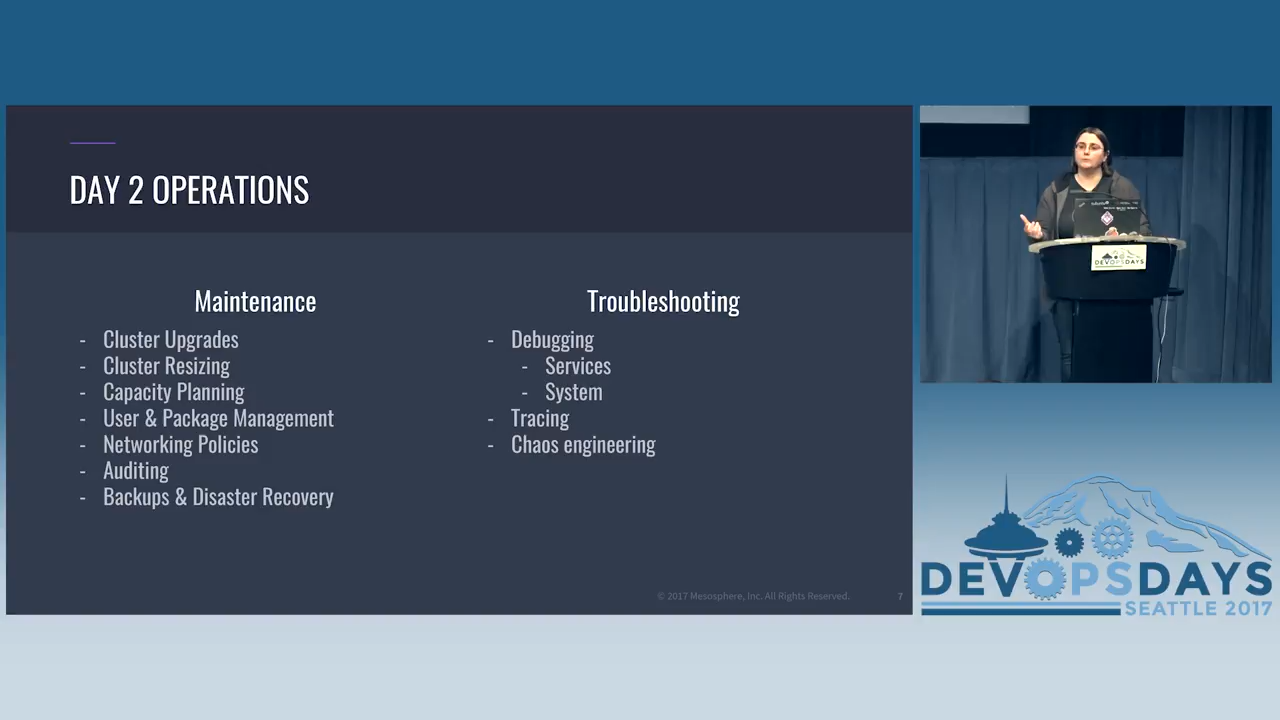 DAY 2 OPERATIONS
Maintenance
- Cluster Upgrades
- Cluster Resizing
- Capacity Planning
- User & Package Management
- Networking Policies
- Auditing
- Backups & Disaster Recovery
Troubleshooting
- Debugging
- Services
- System
- Tracing
- Chaos engineering
© 2017 Mesosphere, Inc. All Rights Reserved.
7
DEVOPSDAYS
DEVOPSDAYS
SEATTLE 2017